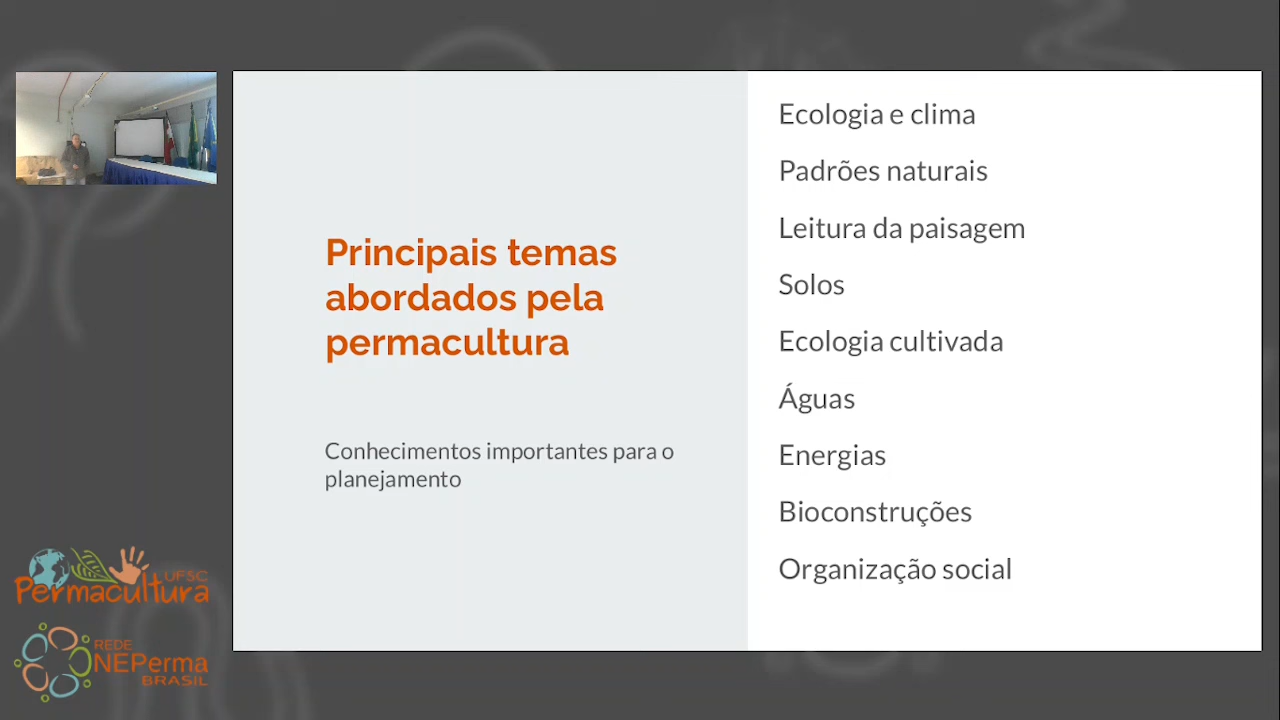 Principais temas
abordados pela
permacultura
Conhecimentos importantes para o
planejamento
Ecologia e clima
Padrões naturais
Leitura da paisagem
Solos
Ecologia cultivada
Águas
Energias
Bioconstruções
Organização social
UFSC
Permacultura
REDE
NEPerma
BRASIL